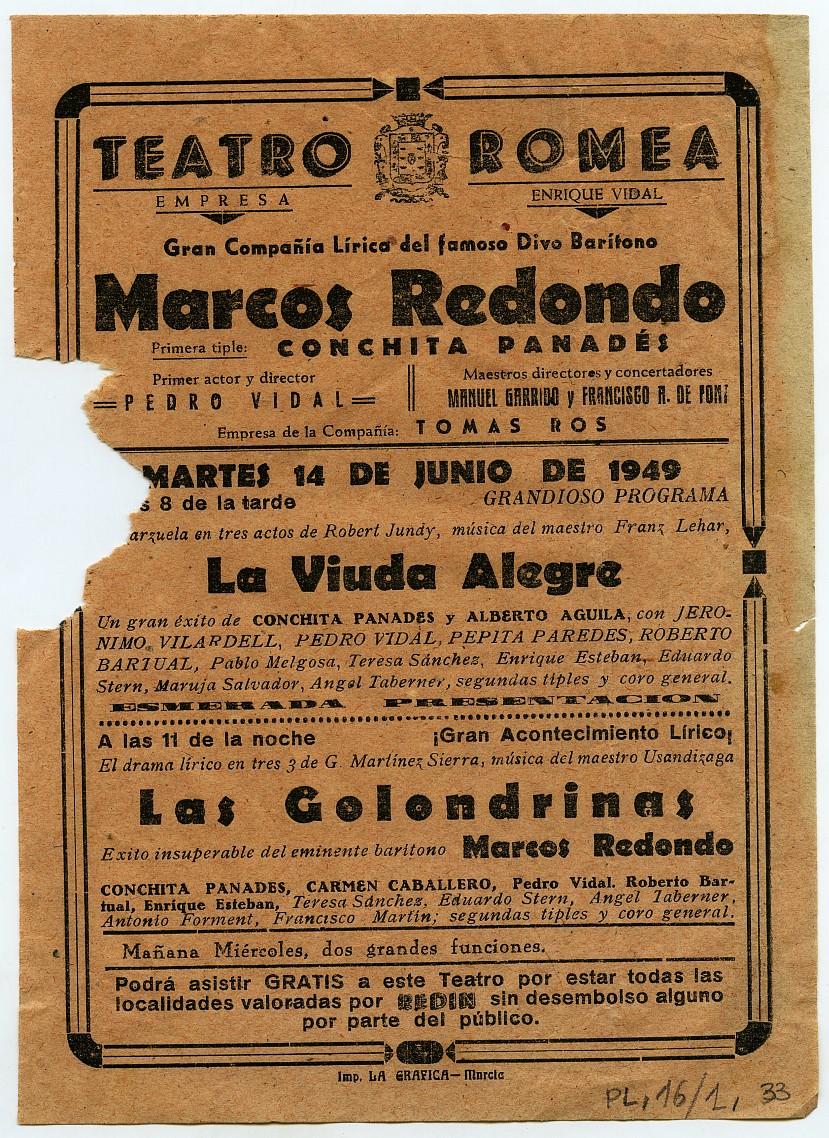 TEATRO ROMEA
EMPRESA ENRIQUE VIDAL
Gran Compañía Lírica del famoso Divo Barítono
Marcos Redondo
Primera tiple: CONCHITA PANADÉS
Primer actor y director
PEDRO VIDAL
Maestros directores y concertadores
MANUEL GARRIDO y FRANCISCO A. DE FONT
Empresa de la Compañía: TOMAS ROS
MARTES 14 DE JUNIO DE 1949
s 8 de la tarde GRANDIOSO PROGRAMA
arzuela en tres actos de Robert Jundy, música del maestro Franz Lehar,
La Viuda Alegre
Un gran éxito de CONCHITA PANADES y ALBERTO AGUILA, con JERO-
NIMO, VILARDELL, PEDRO VIDAL, PEPITA PAREDES, ROBERTO
BARTUAL, Pablo Melgosa, Teresa Sánchez, Enrique Esteban, Eduardo
Stern, Maruja Salvador, Angel Taberner, segundas tiples y coro general.
ESMERADA PRESENTACION
A las 11 de la noche ¡Gran Acontecimiento Lírico¡
El drama lírico en tres 3 de G. Martínez Sierra, música del maestro Usandizaga
Las Golondrinas
Exito insuperable del eminente barítono Marcos Redondo
CONCHITA PANADES, CARMEN CABALLERO, Pedro Vidal. Roberto Bar-
tual, Enrique Esteban, Teresa Sánchez. Eduardo Stern, Angel Taberner,
Antonio Forment, Francisco Martín; segundas tiples y coro general.
Mañana Miércoles, dos grandes funciones.
Podrá asistir GRATIS a este Teatro por estar todas las
localidades valoradas por REDIN sin desembolso alguno
por parte del público.
Imp. LA GRAFICA—Murcia
PL, 16/1, 33